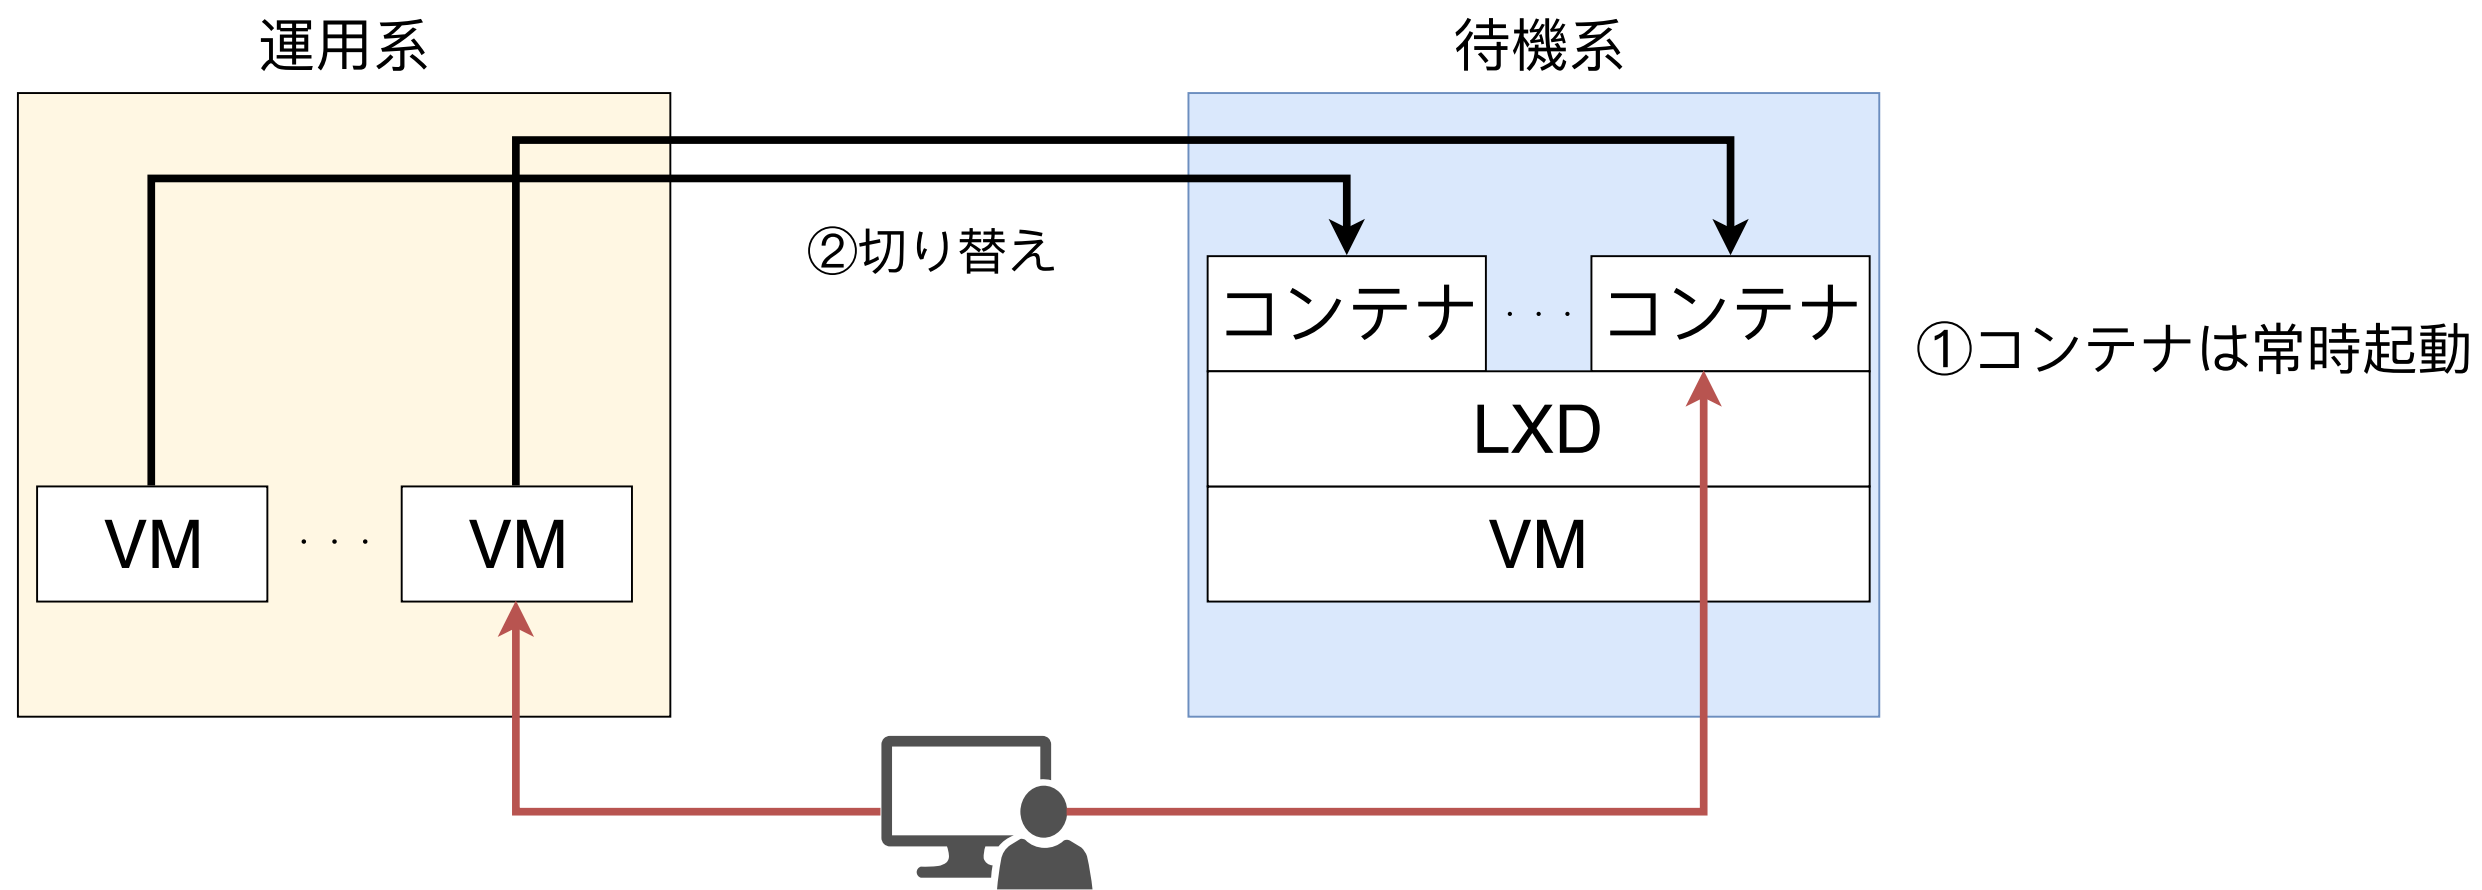 運用系
待機系
②切り替え
コンテナ
・・・
コンテナ
①コンテナは常時起動
LXD
VM
・・・
VM
VM